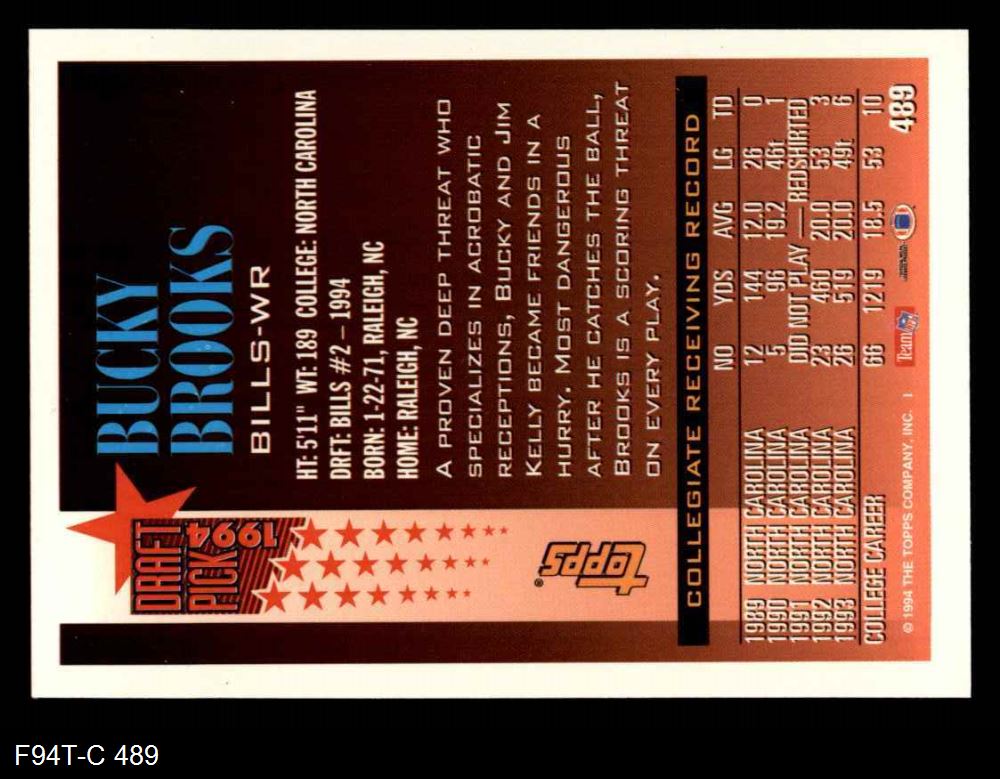 DRAFT
PICK
1994
BUCKY
BROOKS
BILLS-WR
HT: 5'11" WT: 189 COLLEGE: NORTH CAROLINA
DRFT: BILLS #2 – 1994
BORN: 1-22-71, RALEIGH, NC
HOME: RALEIGH, NC
A PROVEN DEEP THREAT WHO
SPECIALIZES IN ACROBATIC
RECEPTIONS, BUCKY AND JIM
KELLY BECAME FRIENDS IN A
HURRY. MOST DANGEROUS
AFTER HE CATCHES THE BALL,
BROOKS IS A SCORING THREAT
ON EVERY PLAY.
topps®
COLLEGIATE RECEIVING RECORD
NO YDS AVG LG TD
1989 NORTH CAROLINA 12 144 12.0 26 0
1990 NORTH CAROLINA 5 96 19.2 46t 1
1991 NORTH CAROLINA DID NOT PLAY — REDSHIRTED
1992 NORTH CAROLINA 23 460 20.0 53 3
1993 NORTH CAROLINA 26 519 20.0 49t 6
COLLEGE CAREER 66 1219 18.5 53 10
© 1994 THE TOPPS COMPANY, INC. 1 Team NFL 489
F94T-C 489